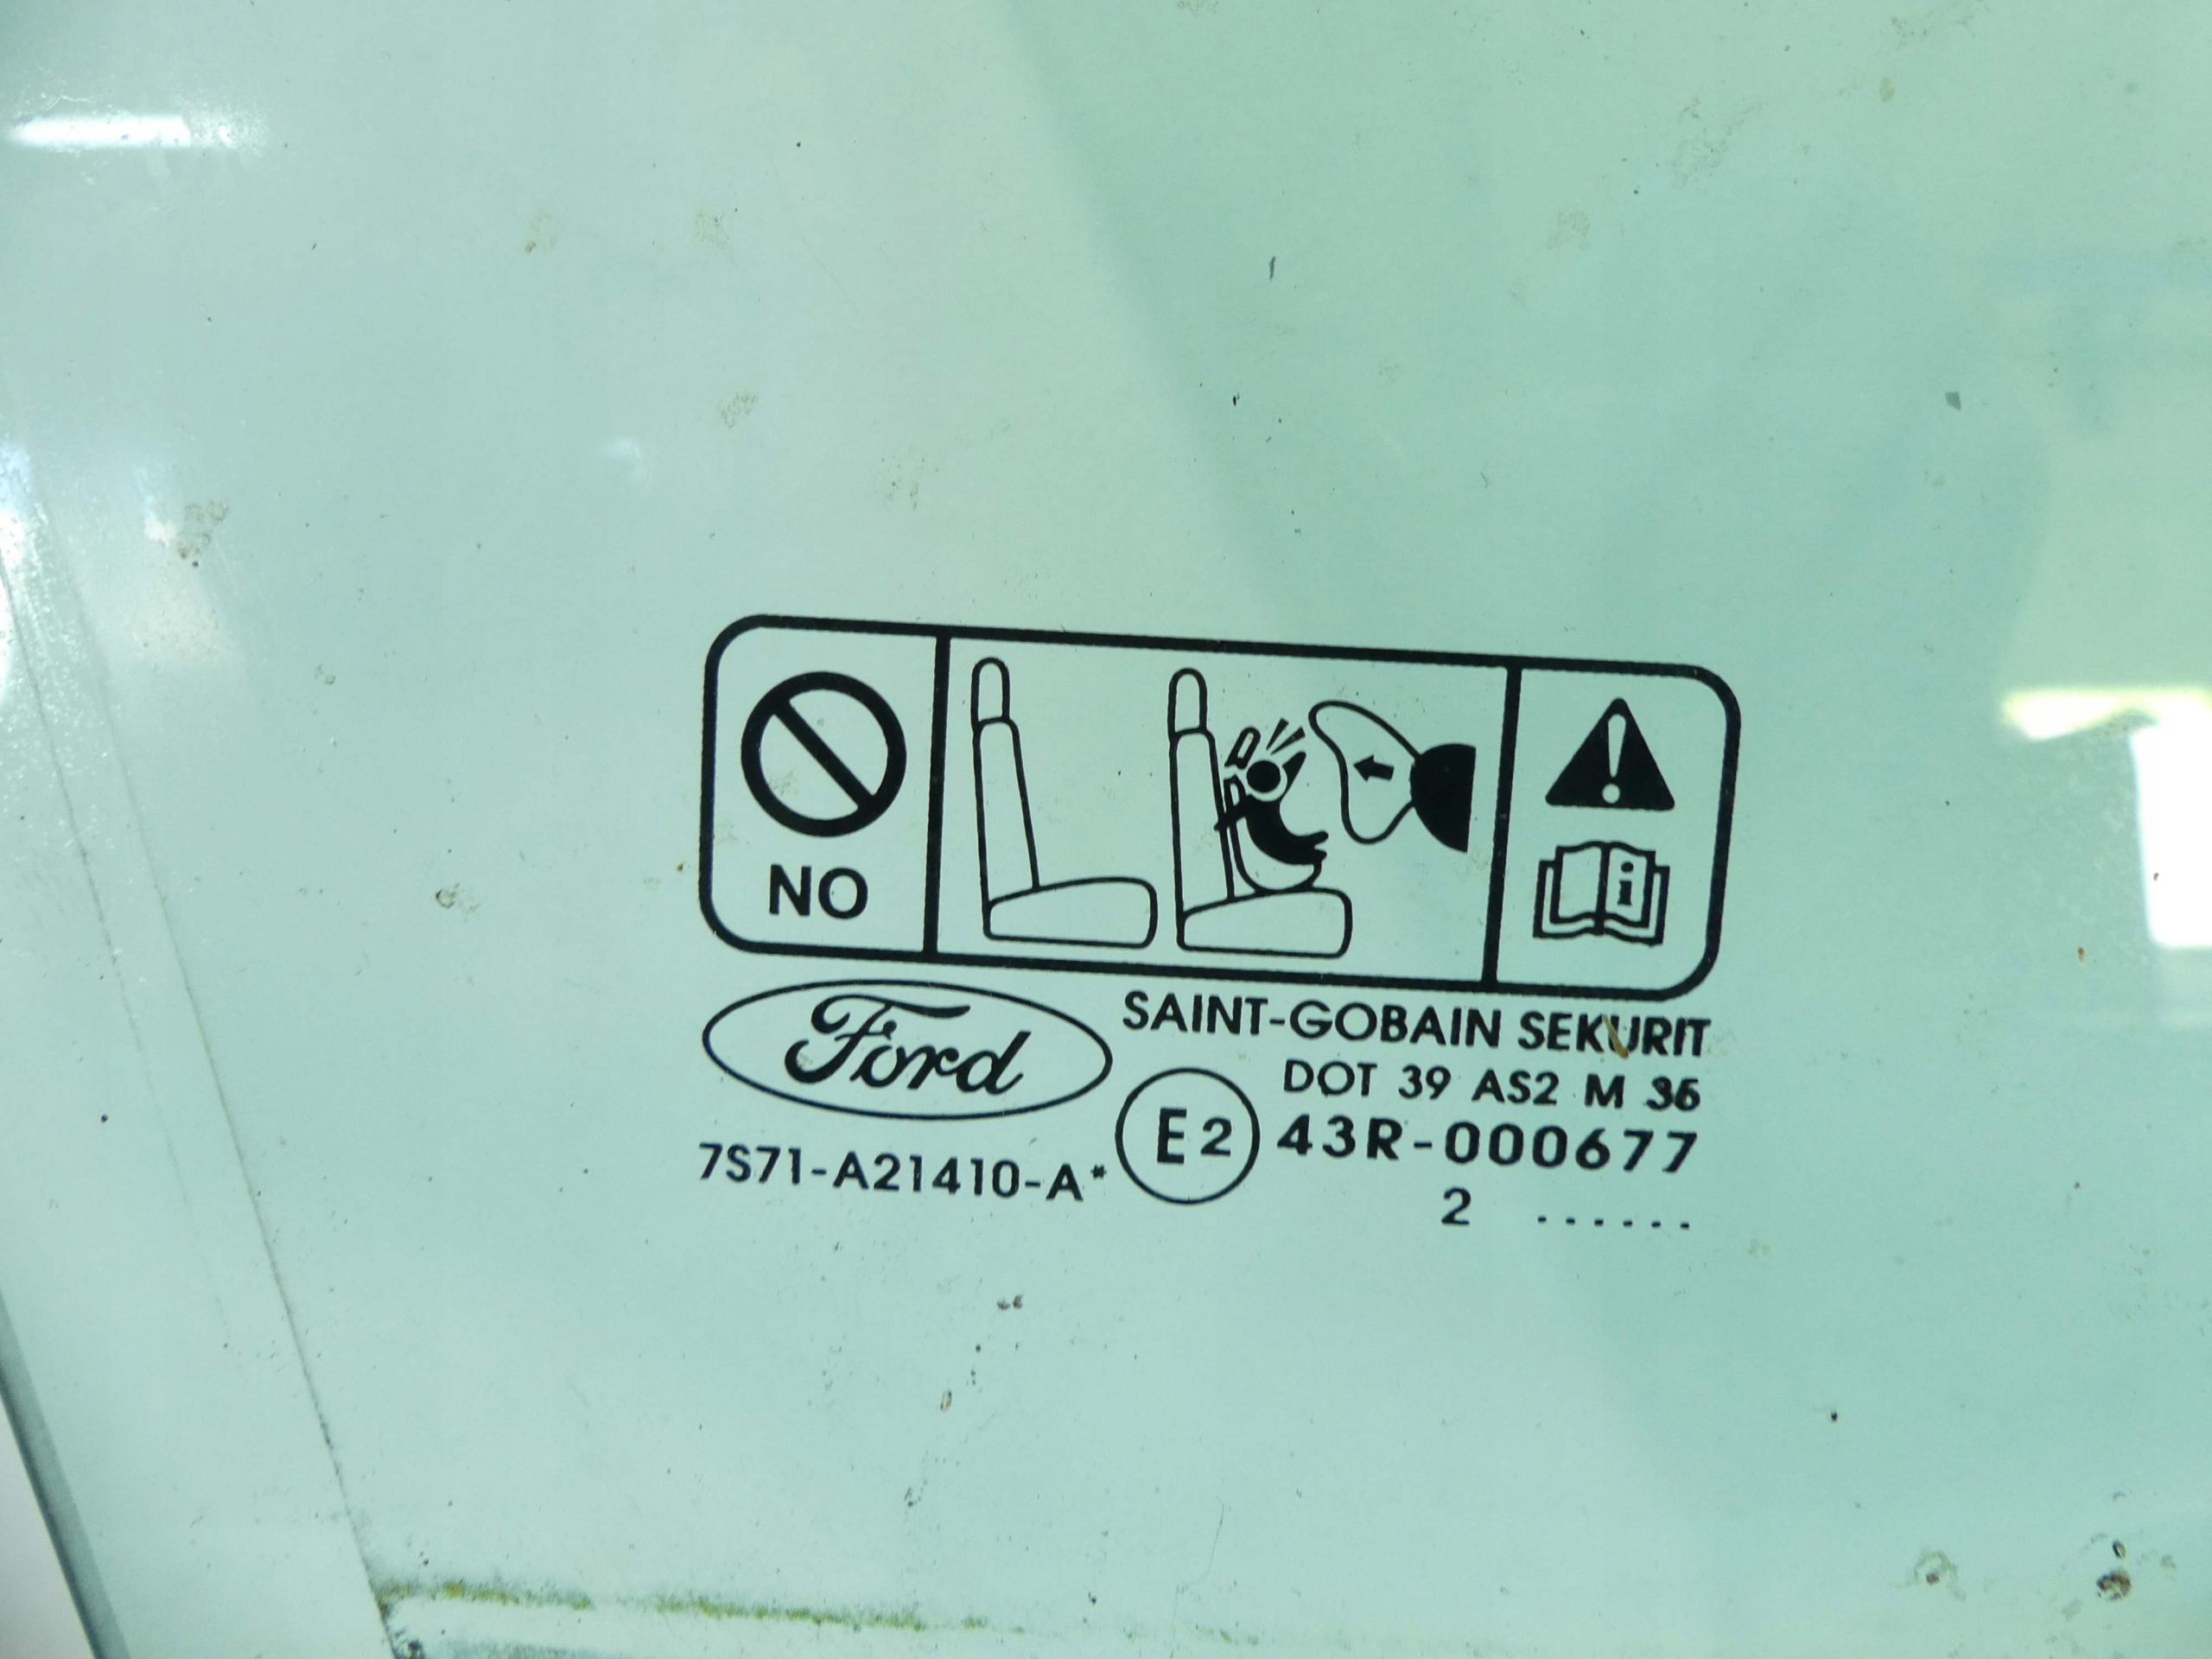 NO
i
Ford
SAINT-GOBAIN SEKURIT
DOT 39 AS2 M 36
E2 43R-000677
7S71-A21410-A*
2 ......